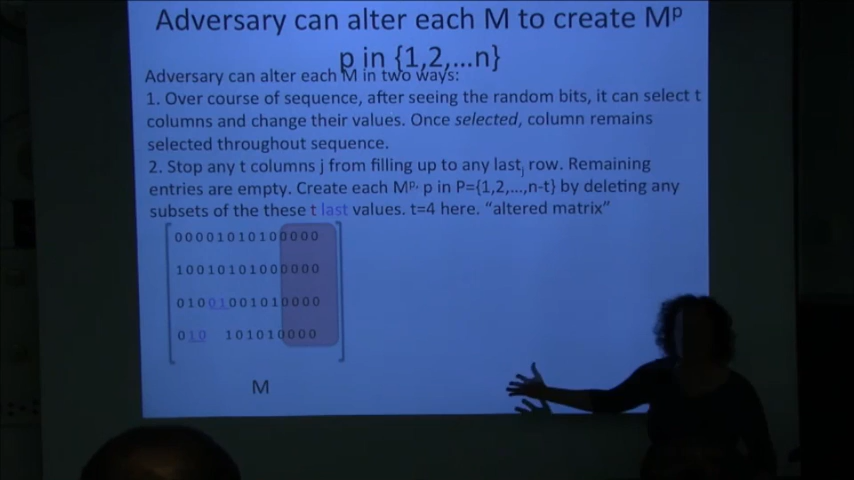 Adversary can alter each M to create Mᵖ
p in {1,2,...n}
Adversary can alter each M in two ways:
1. Over course of sequence, after seeing the random bits, it can select t
columns and change their values. Once selected, column remains
selected throughout sequence.
2. Stop any t columns j from filling up to any lastⱼ row. Remaining
entries are empty. Create each Mᵖ, p in P={1,2,...,n-t} by deleting any
subsets of the these t last values. t=4 here. “altered matrix”
00001010100000
10010101000000
01001001010000
010 101010000
M